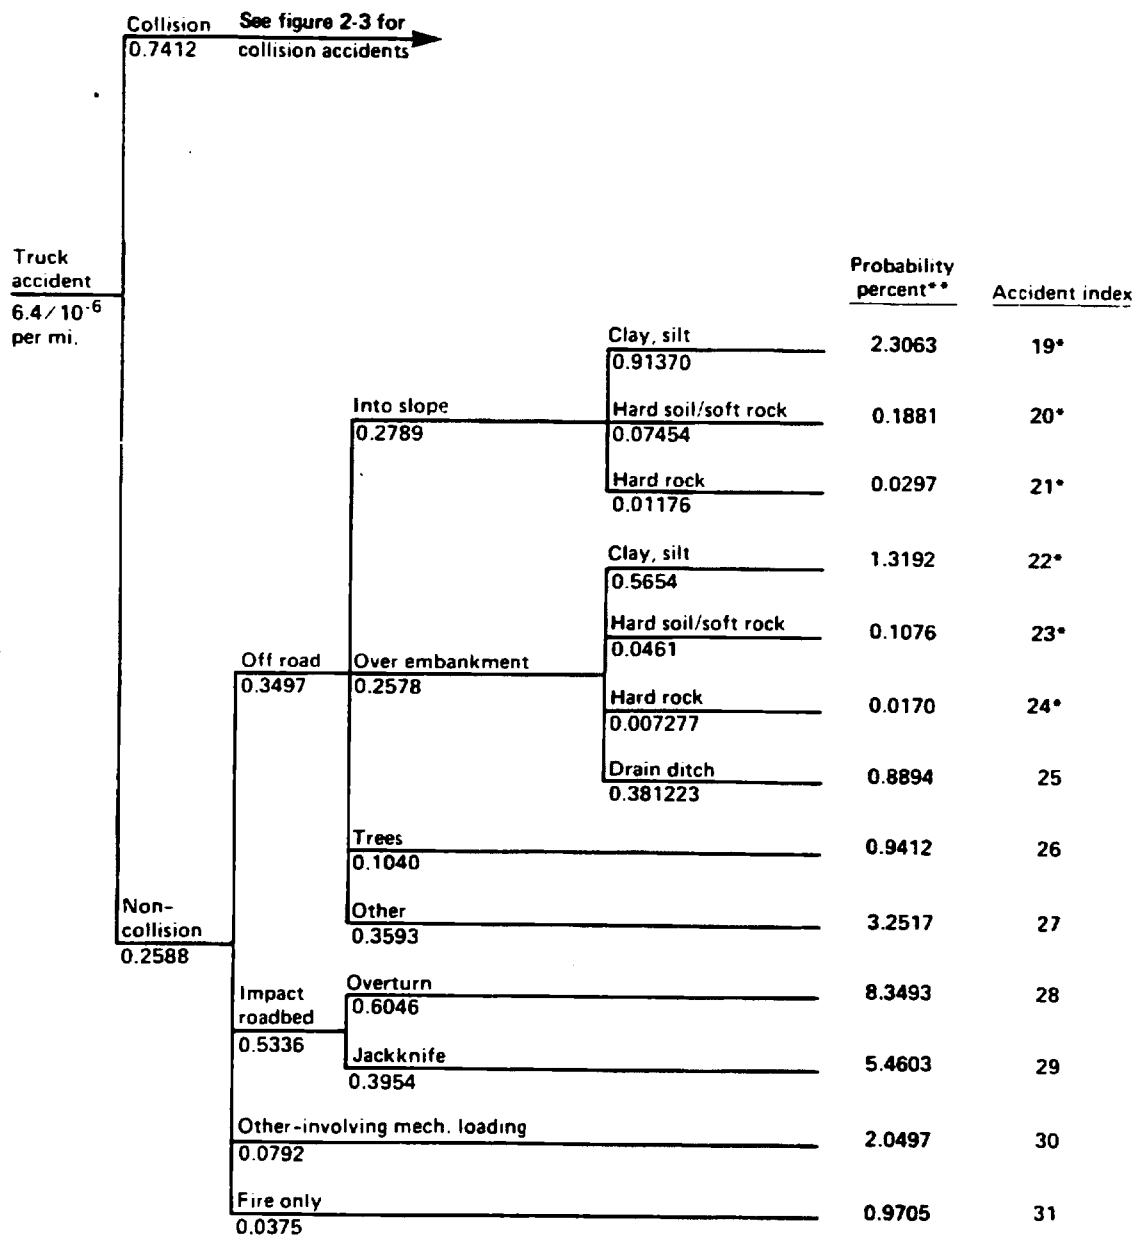 Collision See figure 2-3 for
0.7412 collision accidents
Truck
accident
6.4/10-6
per mi.
Probability
percent** Accident index
Clay, silt 2.3063 19*
0.91370
Into slope Hard soil/soft rock 0.1881 20*
0.2789 0.07454
Hard rock 0.0297 21*
0.01176
Clay, silt 1.3192 22*
0.5654
Hard soil/soft rock 0.1076 23*
0.0461
Off road Over embankment
0.3497 0.2578
Hard rock 0.0170 24*
0.007277
Drain ditch 0.8894 25
0.381223
Trees 0.9412 26
0.1040
Non-
collision
0.2588
Other 3.2517 27
0.3593
Impact
roadbed
0.5336
Overturn 8.3493 28
0.6046
Jackknife 5.4603 29
0.3954
Other-involving mech. loading 2.0497 30
0.0792
Fire only 0.9705 31
0.0375